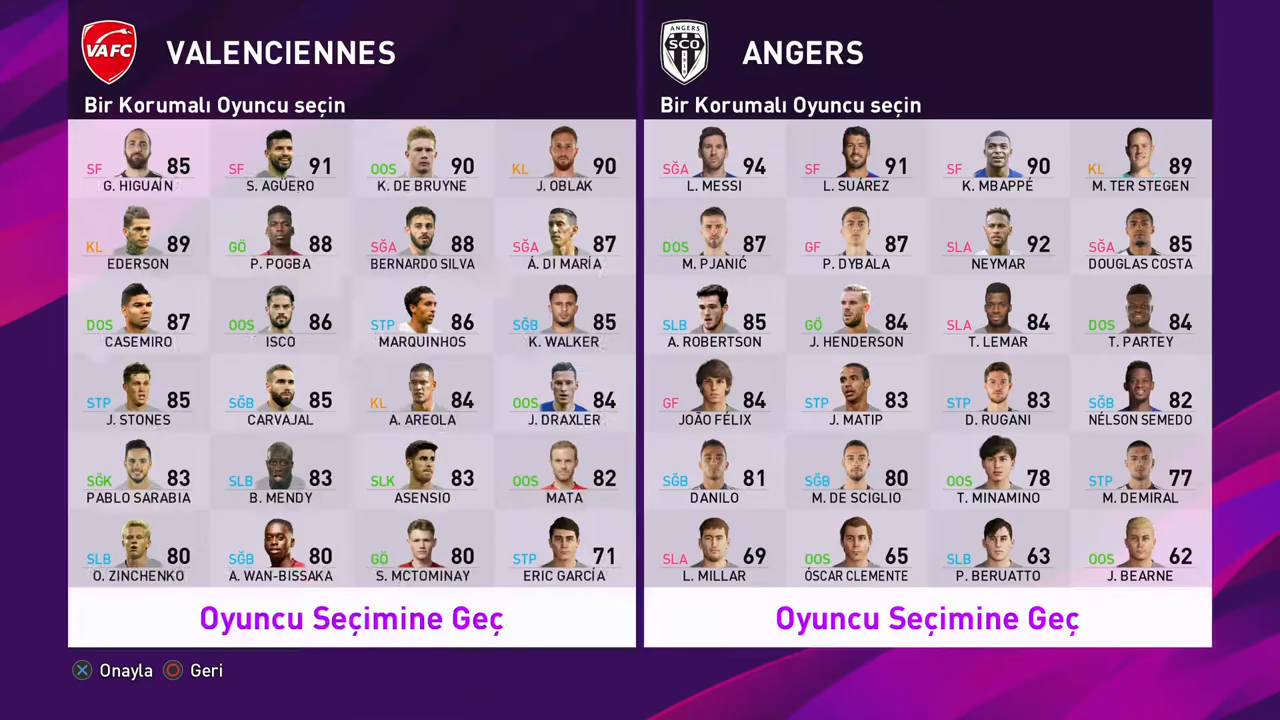 VAFC
VALENCIENNES
Bir Korumalı Oyuncu seçin
SF 85
G. HIGUAÍN
SF 91
S. AGÜERO
OOS 90
K. DE BRUYNE
KL 90
J. OBLAK
KL 89
EDERSON
GÖ 88
P. POGBA
SĞA 88
BERNARDO SILVA
SĞA 87
Á. DI MARÍA
DOS 87
CASEMIRO
OOS 86
ISCO
STP 86
MARQUINHOS
SĞB 85
K. WALKER
STP 85
J. STONES
SĞB 85
CARVAJAL
KL 84
A. AREOLA
OOS 84
J. DRAXLER
SĞK 83
PABLO SARABIA
SLB 83
B. MENDY
SLK 83
ASENSIO
OOS 82
MATA
SLB 80
O. ZINCHENKO
SĞB 80
A. WAN-BISSAKA
GÖ 80
S. MCTOMINAY
STP 71
ERIC GARCÍA
Oyuncu Seçimine Geç
ANGERS
SCO
ANGERS
Bir Korumalı Oyuncu seçin
SĞA 94
L. MESSI
SF 91
L. SUÁREZ
SF 90
K. MBAPPÉ
KL 89
M. TER STEGEN
DOS 87
M. PJANIĆ
GF 87
P. DYBALA
SLA 92
NEYMAR
SĞA 85
DOUGLAS COSTA
SLB 85
A. ROBERTSON
GÖ 84
J. HENDERSON
SLA 84
T. LEMAR
DOS 84
T. PARTEY
GF 84
JOÃO FÉLIX
STP 83
J. MATIP
STP 83
D. RUGANI
SĞB 82
NÉLSON SEMEDO
SĞB 81
DANILO
SĞB 80
M. DE SCIGLIO
OOS 78
T. MINAMINO
STP 77
M. DEMIRAL
SLA 69
L. MILLAR
OOS 65
ÓSCAR CLEMENTE
SLB 63
P. BERUATTO
OOS 62
J. BEARNE
Oyuncu Seçimine Geç
Onayla Geri